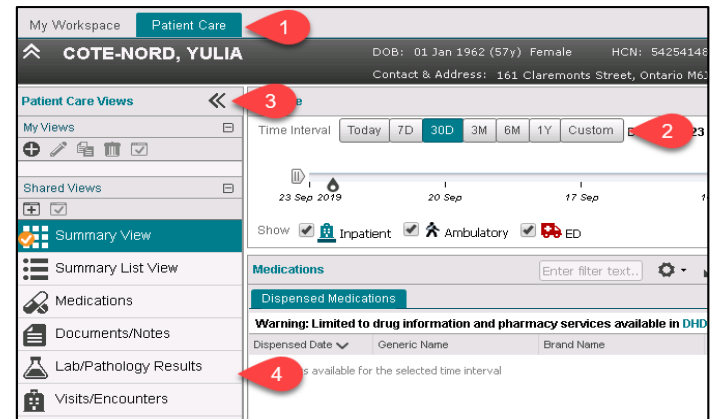 My Workspace Patient Care 1
COTE-NORD, YULIA DOB: 01 Jan 1962 (57y) Female HCN: 54254148
Contact & Address: 161 Claremonts Street, Ontario
Patient Care Views 3
My Views
Shared Views
Summary View
Summary List View
Medications
Documents/Notes
Lab/Pathology Results
Visits/Encounters
Time Interval Today 7D 30D 3M 6M 1Y Custom 2 23
23 Sep 2019 20 Sep 17 Sep
Show Inpatient Ambulatory ED
Medications Enter filter text..
Dispensed Medications
Warning: Limited to drug information and pharmacy services available in DHD
Dispensed Date Generic Name Brand Name
4 available for the selected time interval